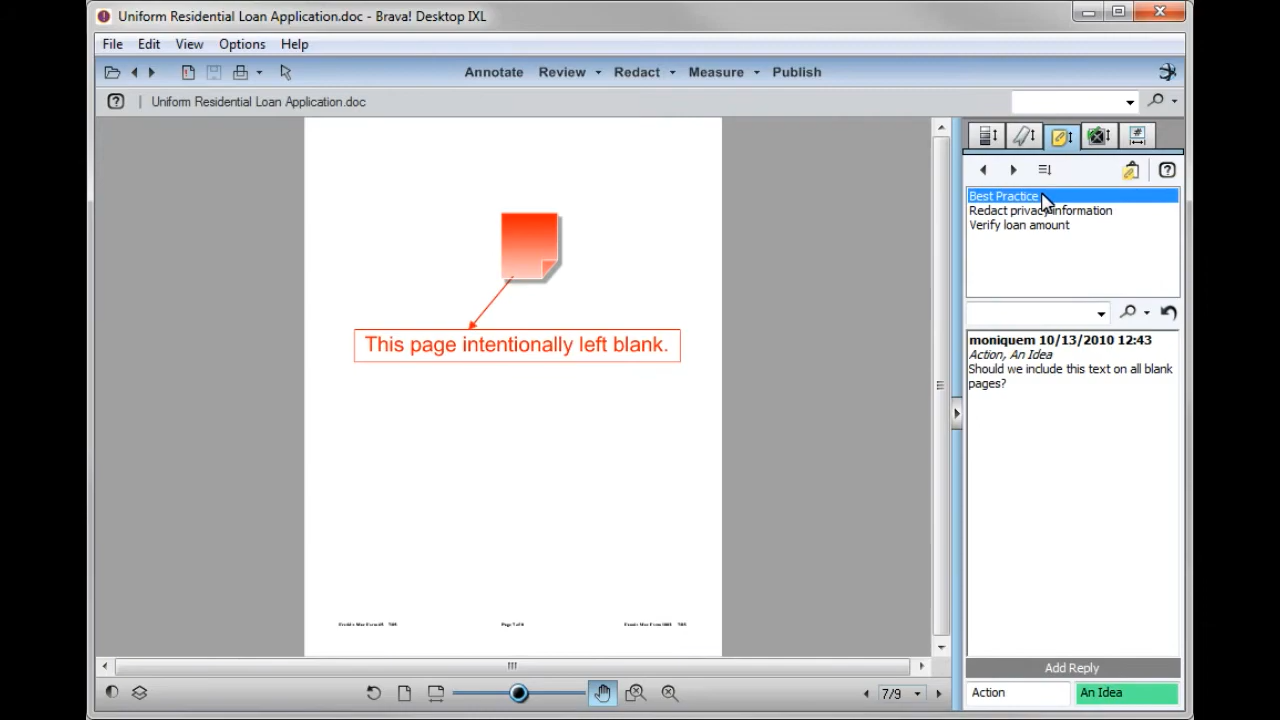 Uniform Residential Loan Application.doc - Brava! Desktop IXL
File Edit View Options Help
Annotate Review Redact Measure Publish
Uniform Residential Loan Application.doc
Best Practice
Redact privacy information
Verify loan amount
This page intentionally left blank.
moniquem 10/13/2010 12:43
Action, An Idea
Should we include this text on all blank
pages?
Add Reply
Action An Idea
7/9